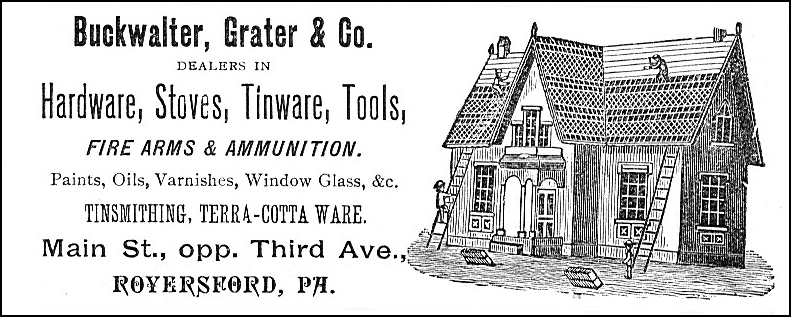 Buckwalter, Grater & Co.
DEALERS IN
Hardware, Stoves, Tinware, Tools,
FIRE ARMS & AMMUNITION.
Paints, Oils, Varnishes, Window Glass, &c.
TINSMITHING, TERRA-COTTA WARE.
Main St., opp. Third Ave.,
ROYERSFORD, PA.